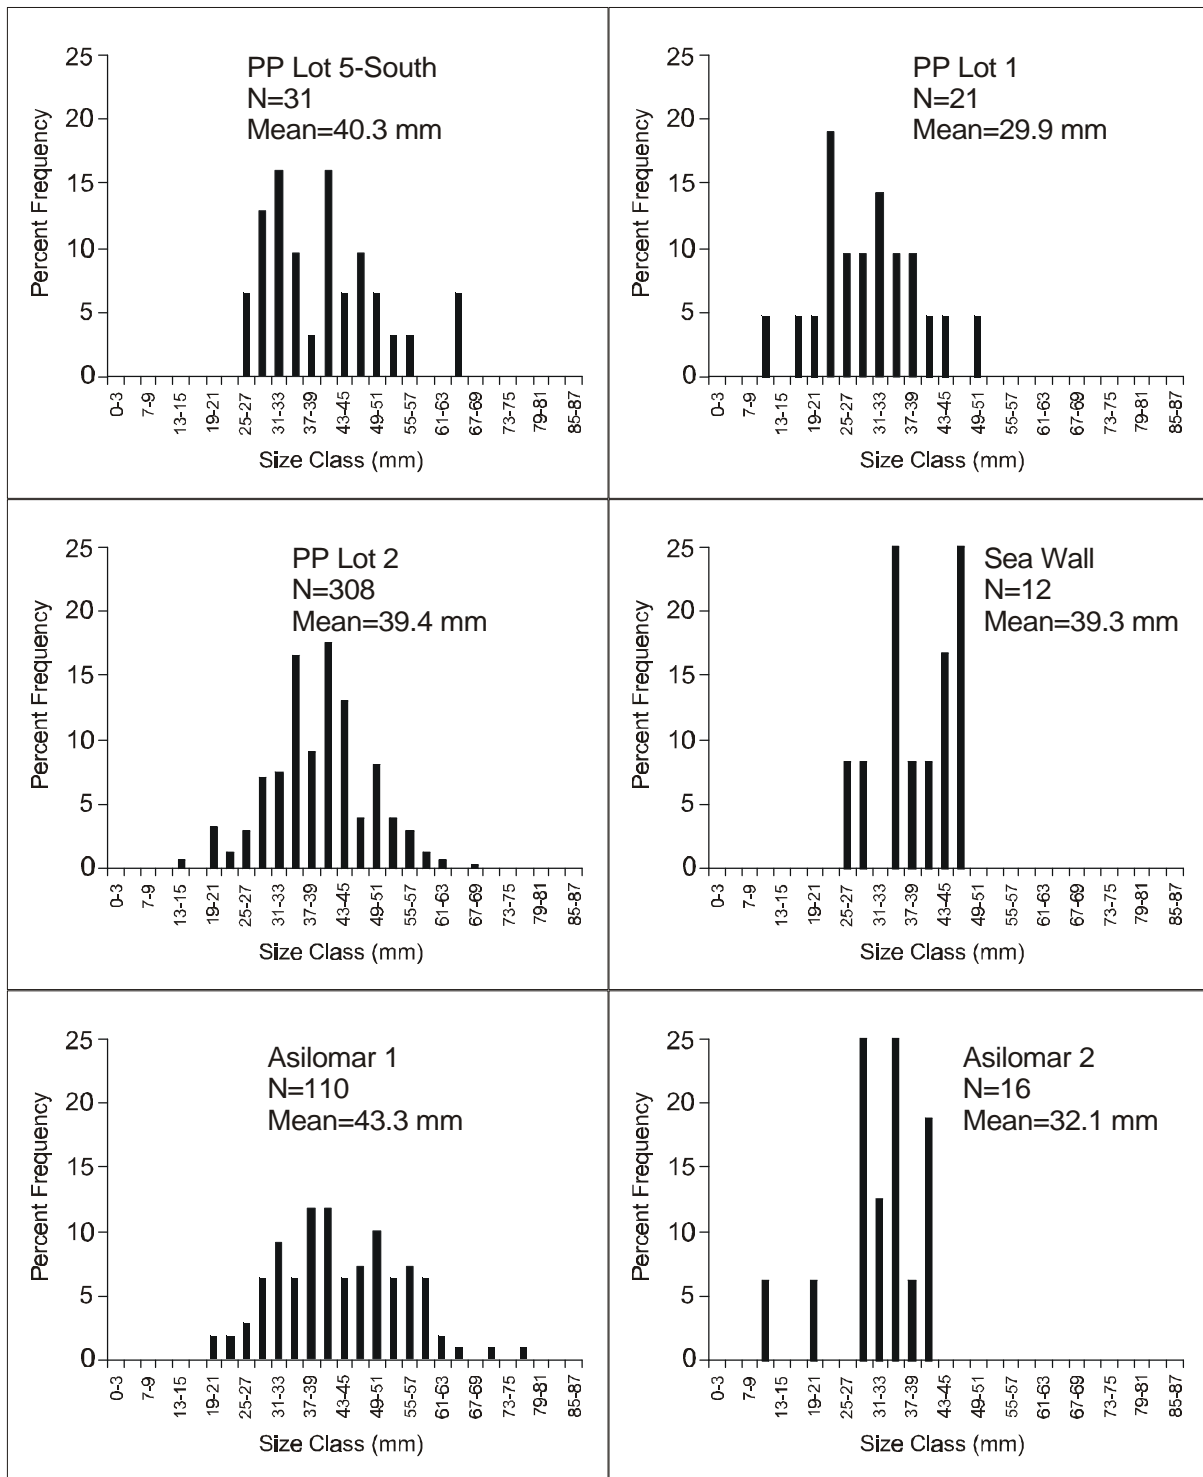 PP Lot 5-South
N=31
Mean=40.3 mm
Percent Frequency
25
20
15
10
5
0
0-3 7-9 13-15 19-21 25-27 31-33 37-39 43-45 49-51 55-57 61-63 67-69 73-75 79-81 85-87
Size Class (mm)
PP Lot 1
N=21
Mean=29.9 mm
Percent Frequency
25
20
15
10
5
0
0-3 7-9 13-15 19-21 25-27 31-33 37-39 43-45 49-51 55-57 61-63 67-69 73-75 79-81 85-87
Size Class (mm)
PP Lot 2
N=308
Mean=39.4 mm
Percent Frequency
25
20
15
10
5
0
0-3 7-9 13-15 19-21 25-27 31-33 37-39 43-45 49-51 55-57 61-63 67-69 73-75 79-81 85-87
Size Class (mm)
Sea Wall
N=12
Mean=39.3 mm
Percent Frequency
25
20
15
10
5
0
0-3 7-9 13-15 19-21 25-27 31-33 37-39 43-45 49-51 55-57 61-63 67-69 73-75 79-81 85-87
Size Class (mm)
Asilomar 1
N=110
Mean=43.3 mm
Percent Frequency
25
20
15
10
5
0
0-3 7-9 13-15 19-21 25-27 31-33 37-39 43-45 49-51 55-57 61-63 67-69 73-75 79-81 85-87
Size Class (mm)
Asilomar 2
N=16
Mean=32.1 mm
Percent Frequency
25
20
15
10
5
0
0-3 7-9 13-15 19-21 25-27 31-33 37-39 43-45 49-51 55-57 61-63 67-69 73-75 79-81 85-87
Size Class (mm)